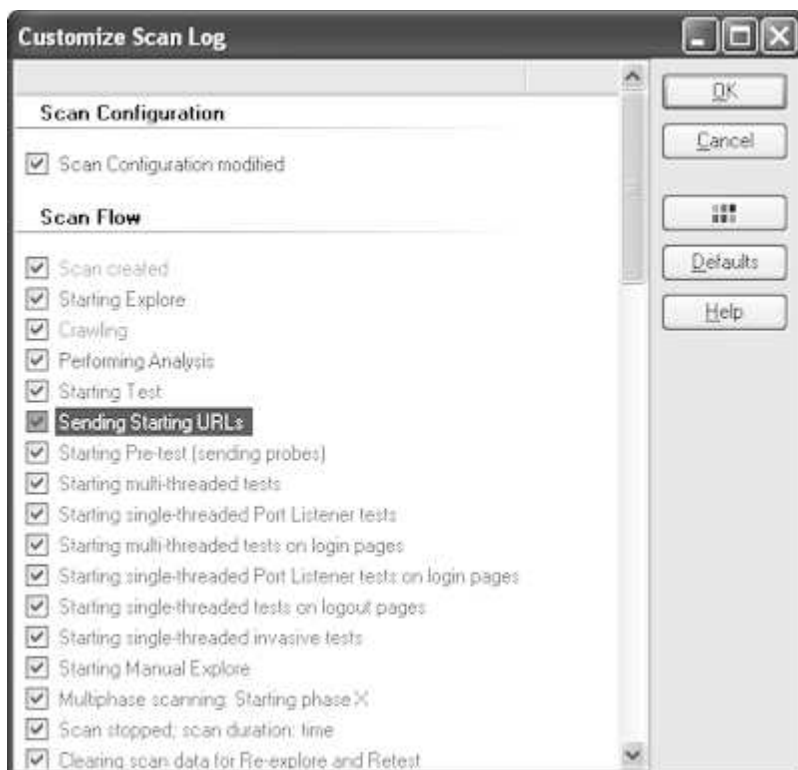 Customize Scan Log
Scan Configuration
Scan Configuration modified
Scan Flow
Scan created
Starting Explore
Crawling
Performing Analysis
Starting Test
Sending Starting URLs
Starting Pre-test (sending probes)
Starting multi-threaded tests
Starting single-threaded Port Listener tests
Starting multi-threaded tests on login pages
Starting single-threaded Port Listener tests on login pages
Starting single-threaded tests on logout pages
Starting single-threaded invasive tests
Starting Manual Explore
Multiphase scanning: Starting phase X
Scan stopped; scan duration: time
Clearing scan data for Re-explore and Retest
OK
Cancel
Defaults
Help